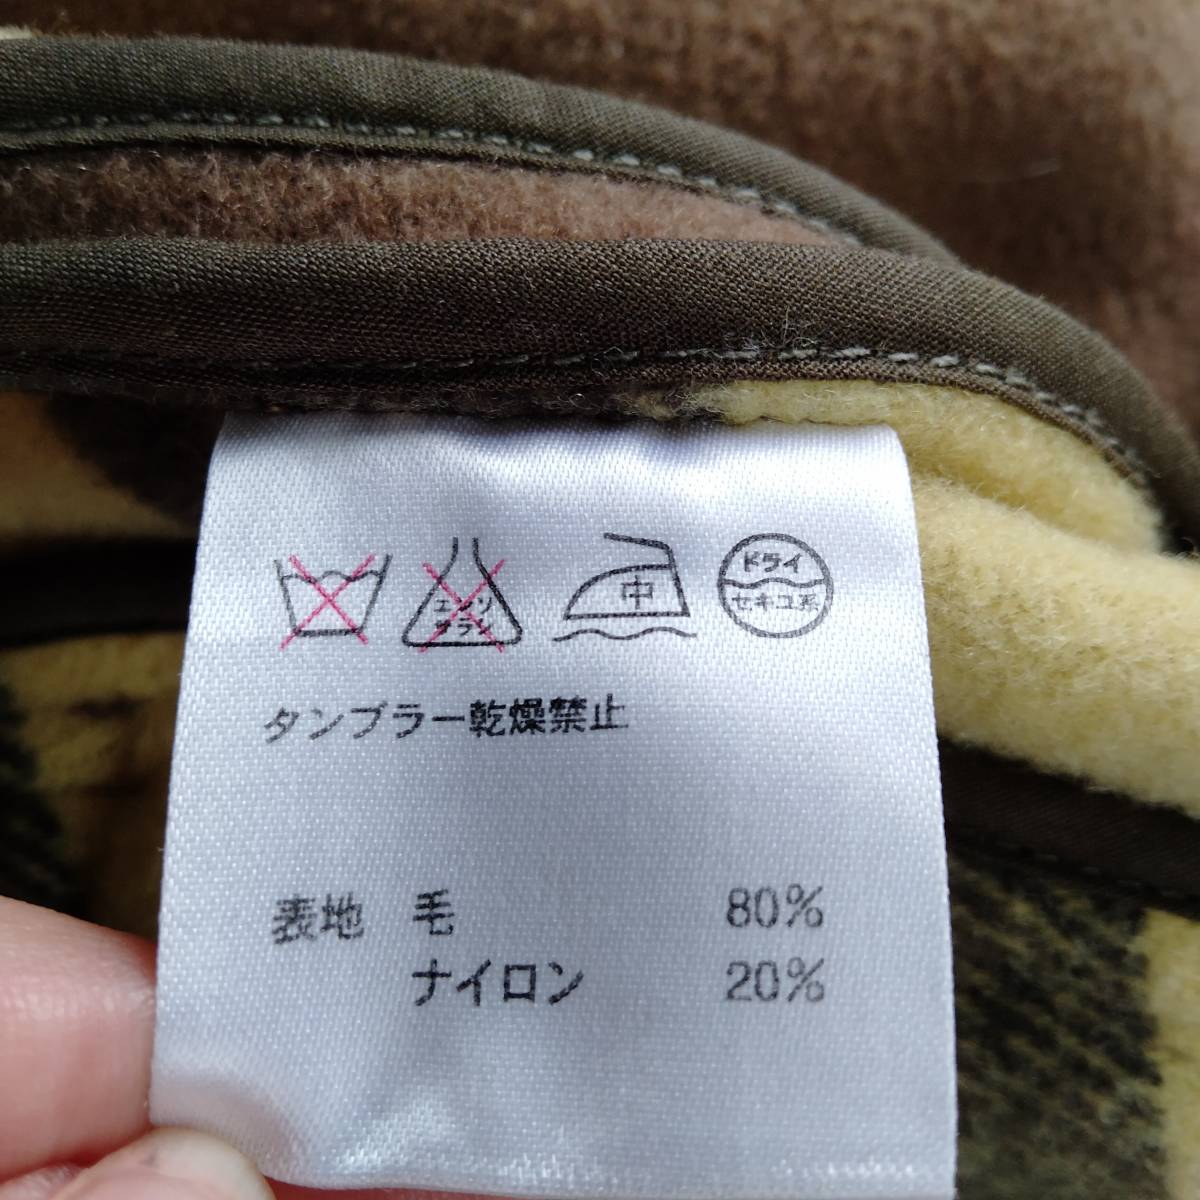 エンソ
サラシ
中
ドライ
セキユ系
タンブラー乾燥禁止
表地 毛 80%
ナイロン 20%